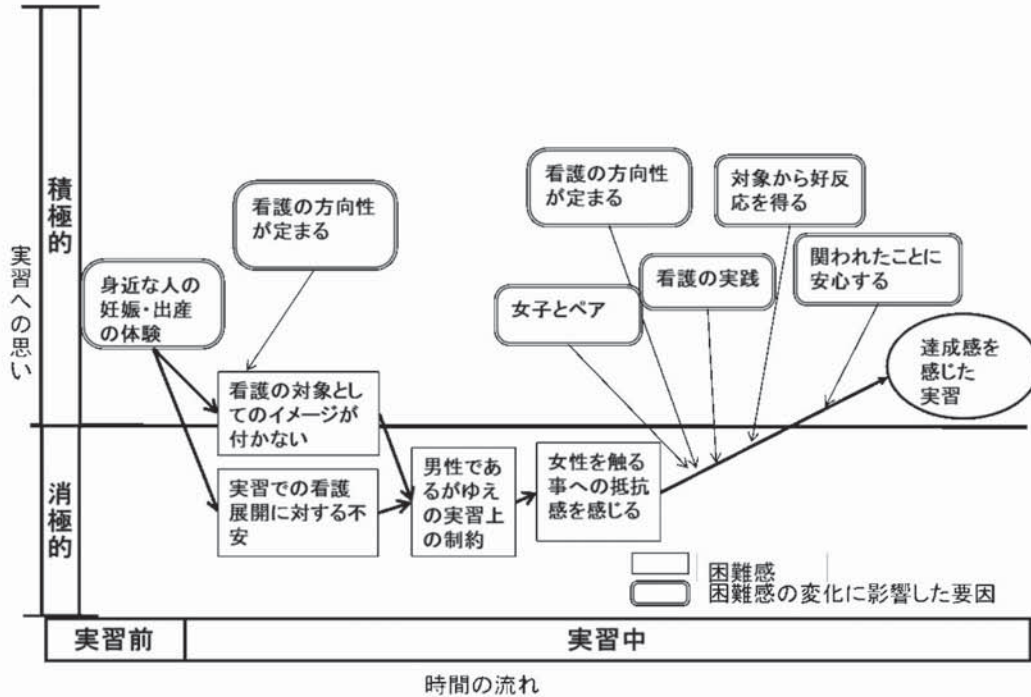 実習への思い
積極的
消極的
看護の方向性
が定まる
身近な人の
妊娠・出産
の体験
看護の対象とし
てのイメージが
付かない
実習での看護
展開に対する不
安
男性であ
るがゆえ
の実習上
の制約
女性を触る
事への抵抗
感を感じる
女子とペア
看護の方向性
が定まる
看護の実践
対象から好反
応を得る
関われたことに
安心する
達成感を
感じた
実習
困難感
困難感の変化に影響した要因
実習前
実習中
時間の流れ